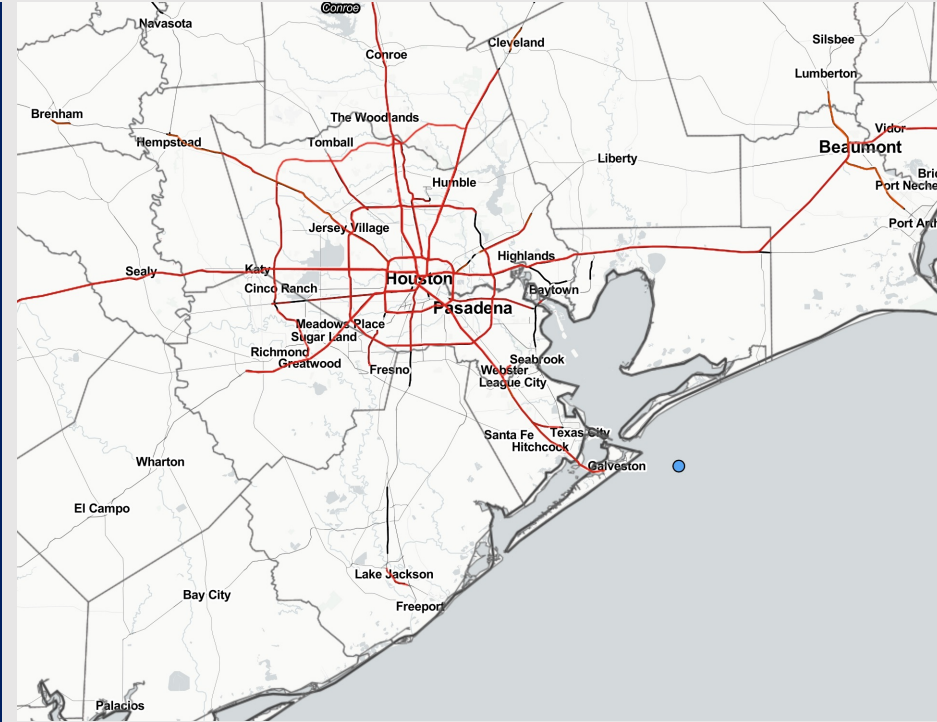 Conroe
Navasota
Silsbee
Cleveland
Conroe
Lumberton
Brenham
The Woodlands
Vidor
Hempstead
Tomball
Beaumont
Liberty
Humble
Port Neche
Port Art
Jersey Village
Highlands
Sealy
Katy
Houston
Cinco Ranch
Baytown
Pasadena
Meadows Place
Sugar Land
Richmond
Greatwood
Seabrook
Fresno
Webster
League City
Santa Fe
Texas City
Hitchcock
Wharton
Galveston
El Campo
Lake Jackson
Bay City
Freeport
Palacios